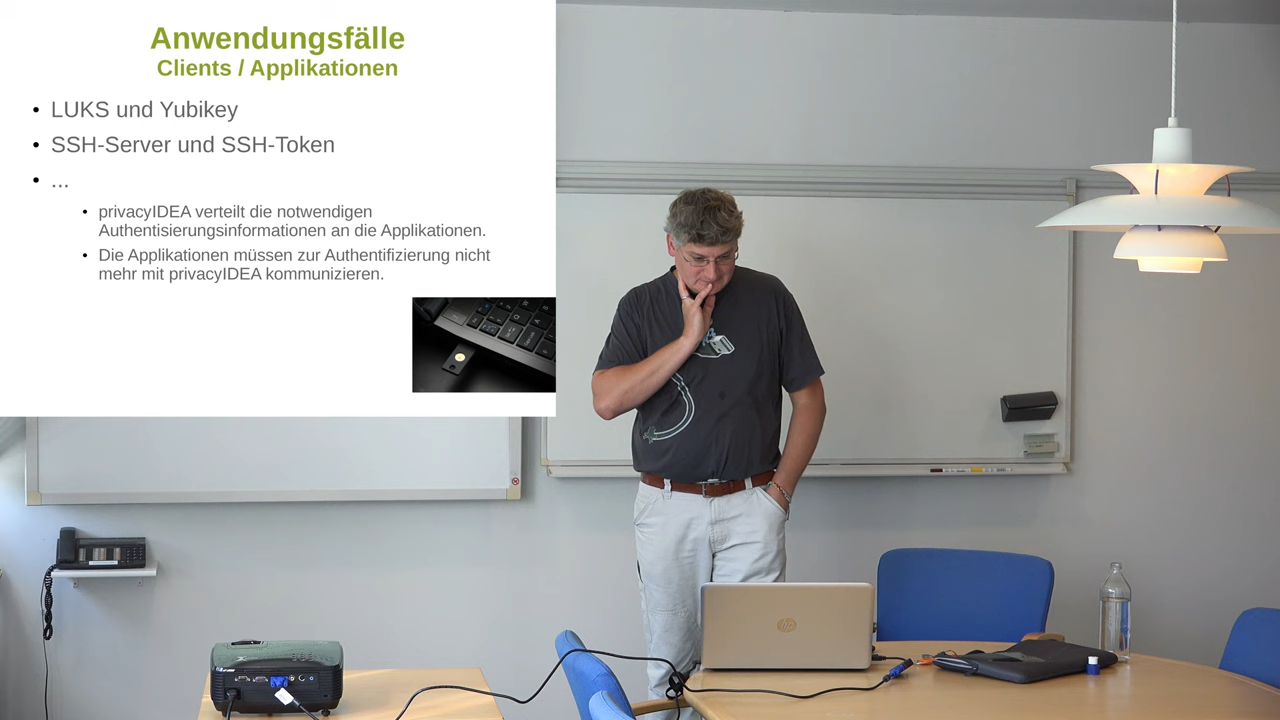 Anwendungsfälle
Clients / Applikationen
• LUKS und Yubikey
• SSH-Server und SSH-Token
• ...
• privacyIDEA verteilt die notwendigen
Authentisierungsinformationen an die Applikationen.
• Die Applikationen müssen zur Authentifizierung nicht
mehr mit privacyIDEA kommunizieren.
hp